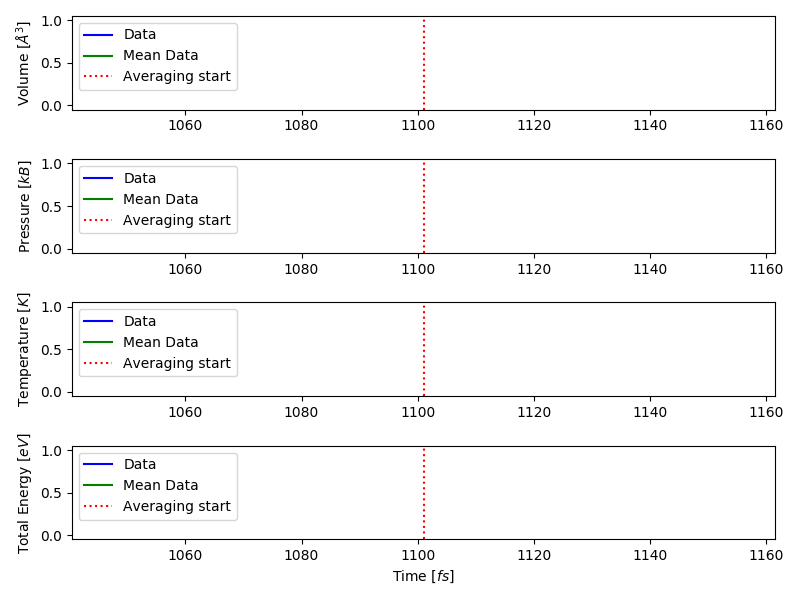 Volume [Å³]
1.0
0.5
0.0
Data
Mean Data
Averaging start
1060 1080 1100 1120 1140 1160
Pressure [kB]
1.0
0.5
0.0
Data
Mean Data
Averaging start
1060 1080 1100 1120 1140 1160
Temperature [K]
1.0
0.5
0.0
Data
Mean Data
Averaging start
1060 1080 1100 1120 1140 1160
Total Energy [eV]
1.0
0.5
0.0
Data
Mean Data
Averaging start
1060 1080 1100 1120 1140 1160
Time [fs]